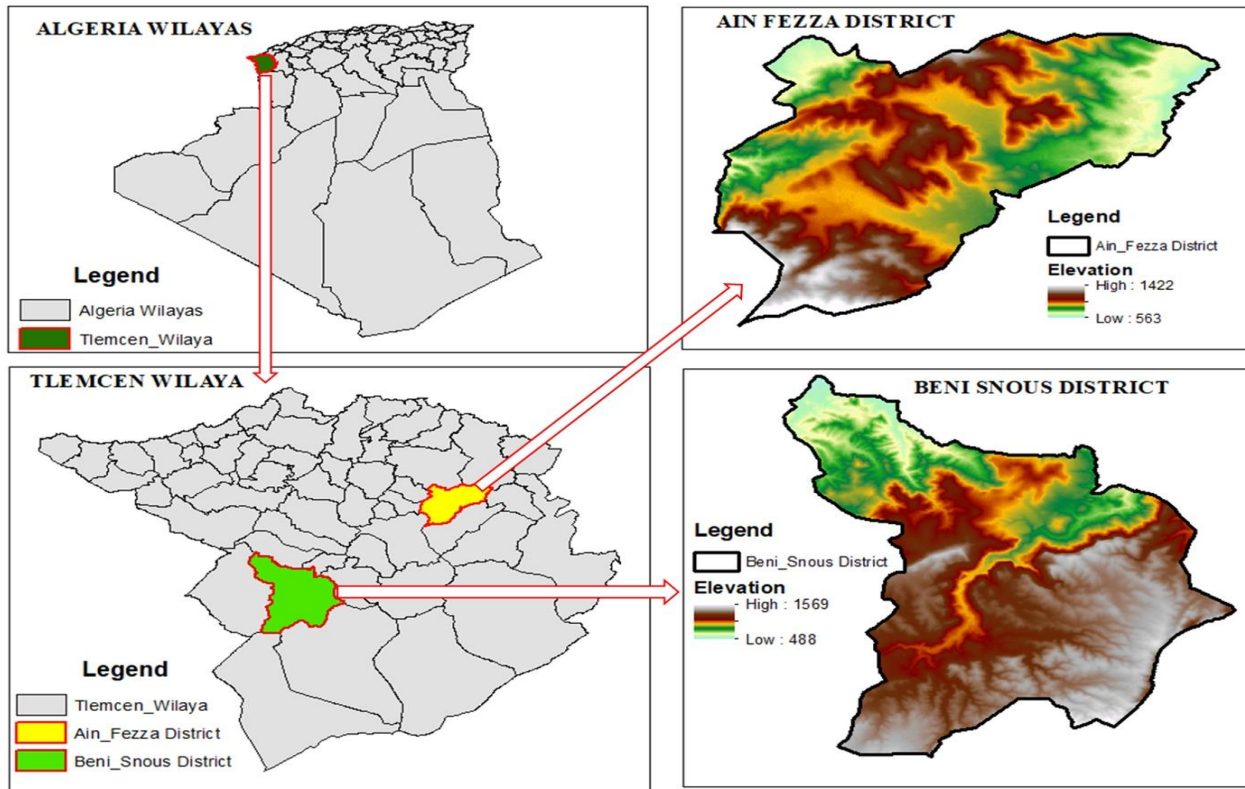 ALGERIA WILAYAS
Legend
Algeria Wilayas
Tlemcen_Wilaya
AIN FEZZA DISTRICT
Legend
Ain_Fezza District
Elevation
High : 1422
Low : 563
TLEMCEN WILAYA
Legend
Tlemcen_Wilaya
Ain_Fezza District
Beni_Snous District
BENI SNOUS DISTRICT
Legend
Beni_Snous District
Elevation
High : 1569
Low : 488